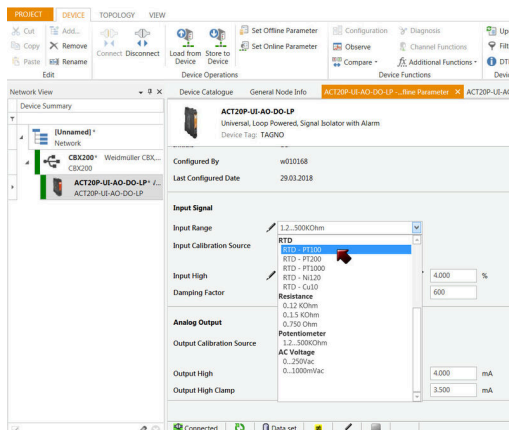 PROJECT DEVICE TOPOLOGY VIEW
Cut Add... Set Offline Parameter Configuration Diagnosis Up
Copy Remove Set Online Parameter Observe Channel Functions Filt
Paste Rename Connect Disconnect Load from Device Store to Device Compare Additional Functions DTI
Edit Device Operations Device Functions Devic
Network View Device Catalogue General Node Info ACT20P-UI-AO-DO-LP -...fline Parameter ACT20P-UI-AO
Device Summary
ACT20P-UI-AO-DO-LP
Universal, Loop Powered, Signal Isolator with Alarm
Device Tag: TAGNO
[Unnamed] *
Network
CBX200* Weidmüller CBX,...
CBX200
ACT20P-UI-AO-DO-LP* /...
ACT20P-UI-AO-DO-LP
Configured By w010168
Last Configured Date 29.03.2018
Input Signal
Input Range 1.2...500KOhm
Input Calibration Source
RTD
RTD - PT100
RTD - PT200
RTD - PT1000
RTD - Ni120
RTD - Cu10
Resistance
0..12 KOhm
0..1.5 KOhm
0..750 Ohm
Potentiometer
1.2...500KOhm
AC Voltage
0...250Vac
0...1000mVac
Input High 4.000 %
Damping Factor 600
Analog Output
Output Calibration Source
Output High 4.000 mA
Output High Clamp 3.500 mA
Connected Data set